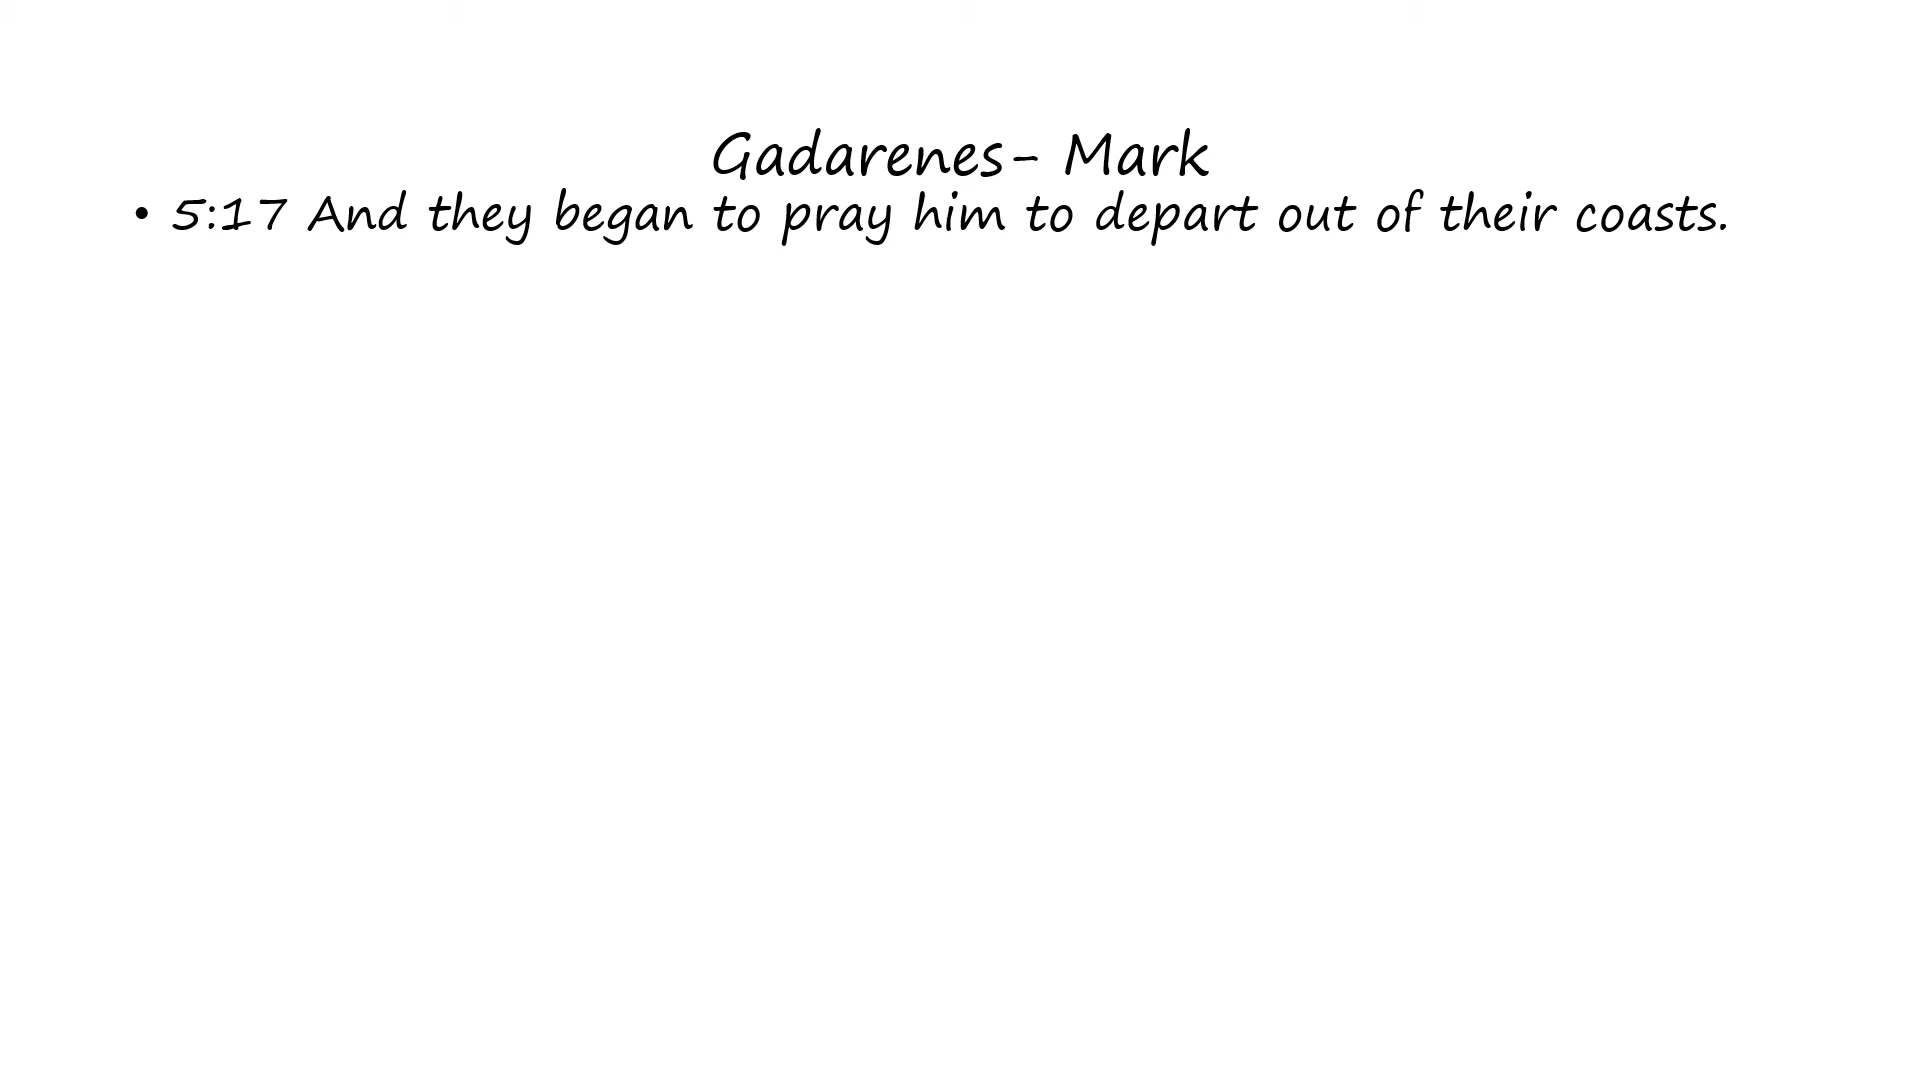 Gadarenes- Mark
• 5:17 And they began to pray him to depart out of their coasts.